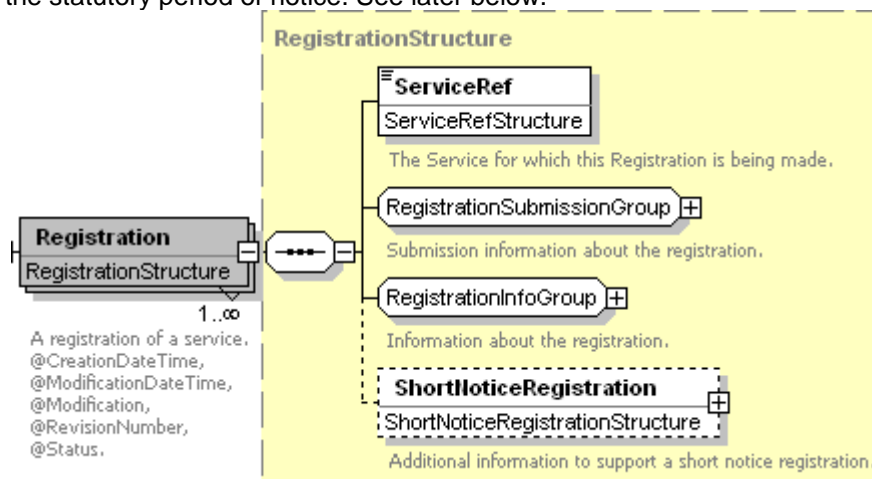 the statutory period of notice. See later below.
RegistrationStructure
ServiceRef
ServiceRefStructure
The Service for which this Registration is being made.
RegistrationSubmissionGroup
Submission information about the registration.
Registration
RegistrationStructure
1..∞
A registration of a service.
@CreationDateTime,
@ModificationDateTime,
@Modification,
@RevisionNumber,
@Status.
RegistrationInfoGroup
Information about the registration.
ShortNoticeRegistration
ShortNoticeRegistrationStructure
Additional information to support a short notice registration.